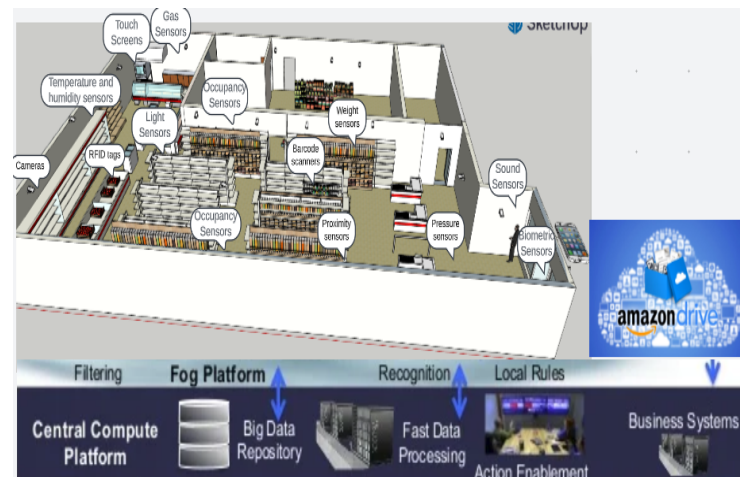 SketchUp
Touch
Screens
Gas
Sensors
Temperature and
humidity sensors
Occupancy
Sensors
Light
Sensors
Weight
sensors
Cameras
RFID tags
Barcode
scanners
Sound
Sensors
Occupancy
Sensors
Proximity
sensors
Pressure
sensors
Biometric
Sensors
amazondrive
Filtering
Fog Platform
Recognition
Local Rules
Central Compute
Platform
Big Data
Repository
Fast Data
Processing
Action Enablement
Business Systems